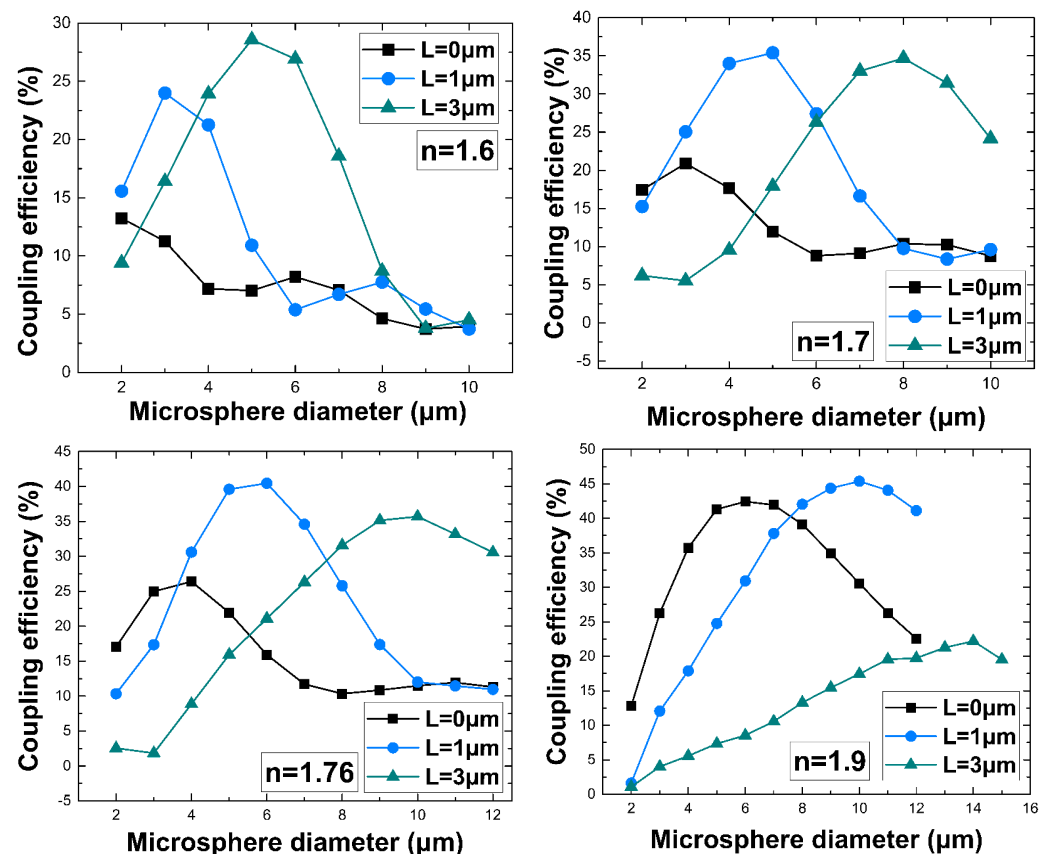 30
25
20
15
10
5
0
2
4
6
8
10
Coupling efficiency (%)
Microsphere diameter (µm)
L=0µm
L=1µm
L=3µm
n=1.6
40
35
30
25
20
15
10
5
0
-5
2
4
6
8
10
Coupling efficiency (%)
Microsphere diameter (µm)
L=0µm
L=1µm
L=3µm
n=1.7
45
40
35
30
25
20
15
10
5
0
-5
2
4
6
8
10
12
Coupling efficiency (%)
Microsphere diameter (µm)
L=0µm
L=1µm
L=3µm
n=1.76
50
45
40
35
30
25
20
15
10
5
0
0
2
4
6
8
10
12
14
16
Coupling efficiency (%)
Microsphere diameter (µm)
L=0µm
L=1µm
L=3µm
n=1.9